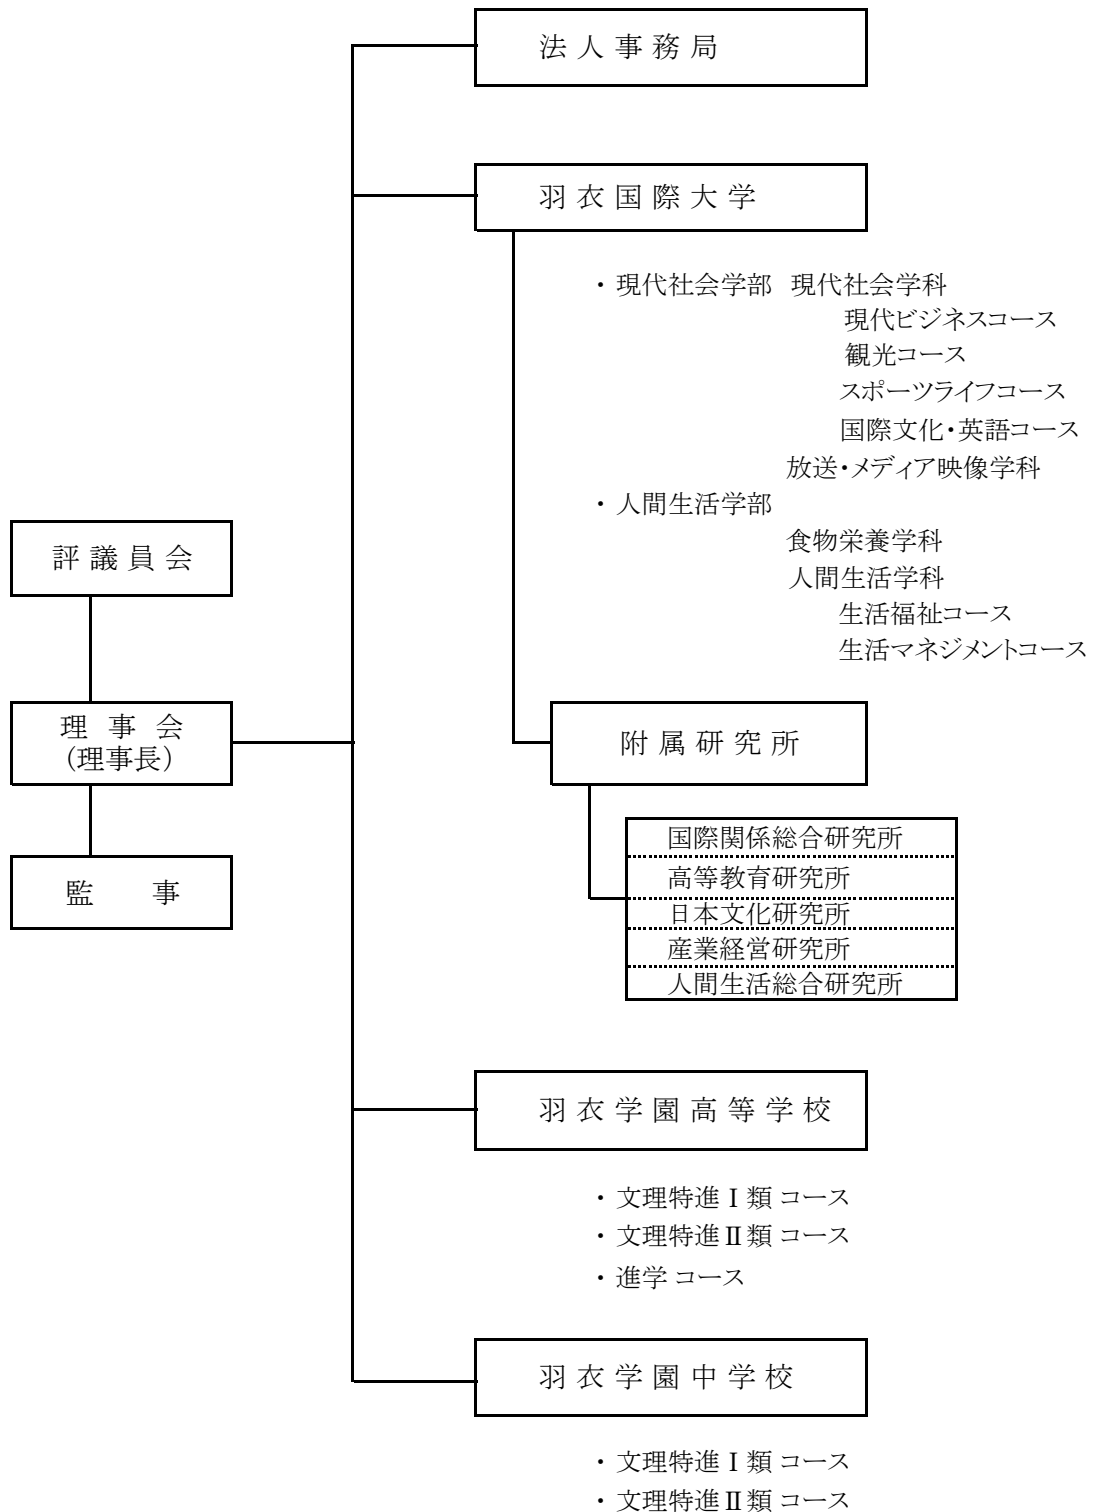 法人事務局
羽衣国際大学
・現代社会学部 現代社会学科
現代ビジネスコース
観光コース
スポーツライフコース
国際文化・英語コース
放送・メディア映像学科
・人間生活学部
食物栄養学科
人間生活学科
生活福祉コース
生活マネジメントコース
評議員会
理事会
(理事長)
監事
附属研究所
国際関係総合研究所
高等教育研究所
日本文化研究所
産業経営研究所
人間生活総合研究所
羽衣学園高等学校
・文理特進Ⅰ類 コース
・文理特進Ⅱ類 コース
・進学 コース
羽衣学園中学校
・文理特進Ⅰ類 コース
・文理特進Ⅱ類 コース